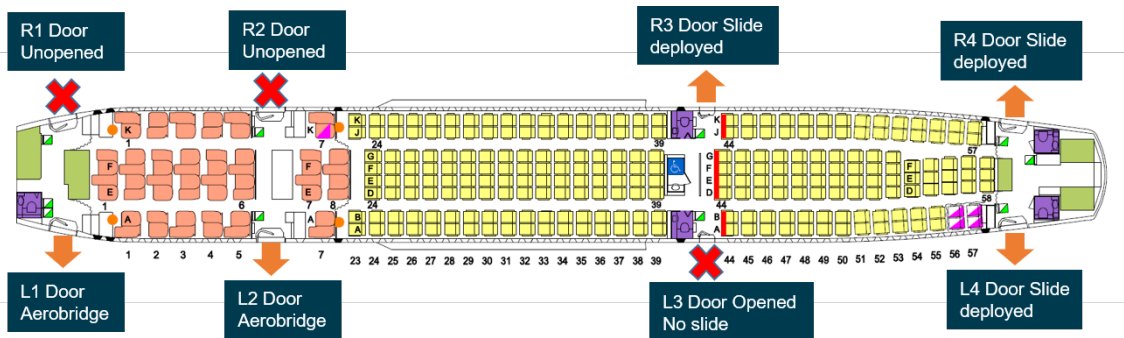 R1 Door
Unopened
R2 Door
Unopened
R3 Door Slide
deployed
R4 Door Slide
deployed
K
1
K
7
K
J
24
39
K
J
44
57
F
E
1
6
F
E
7
8
G
F
E
D
24
39
G
F
E
D
44
F
E
D
58
A
A
B
A
B
A
1 2 3 4 5 7 23 24 25 26 27 28 29 30 31 32 33 34 35 36 37 38 39 44 45 46 47 48 49 50 51 52 53 54 55 56 57
L1 Door
Aerobridge
L2 Door
Aerobridge
L3 Door Opened
No slide
L4 Door Slide
deployed